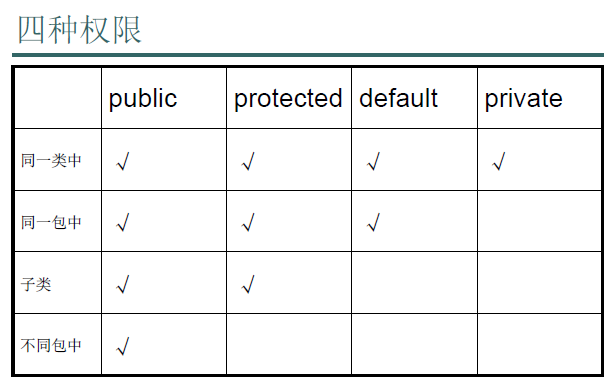 四种权限
public protected default private
同一类中 √ √ √ √
同一包中 √ √ √
子类 √ √
不同包中 √